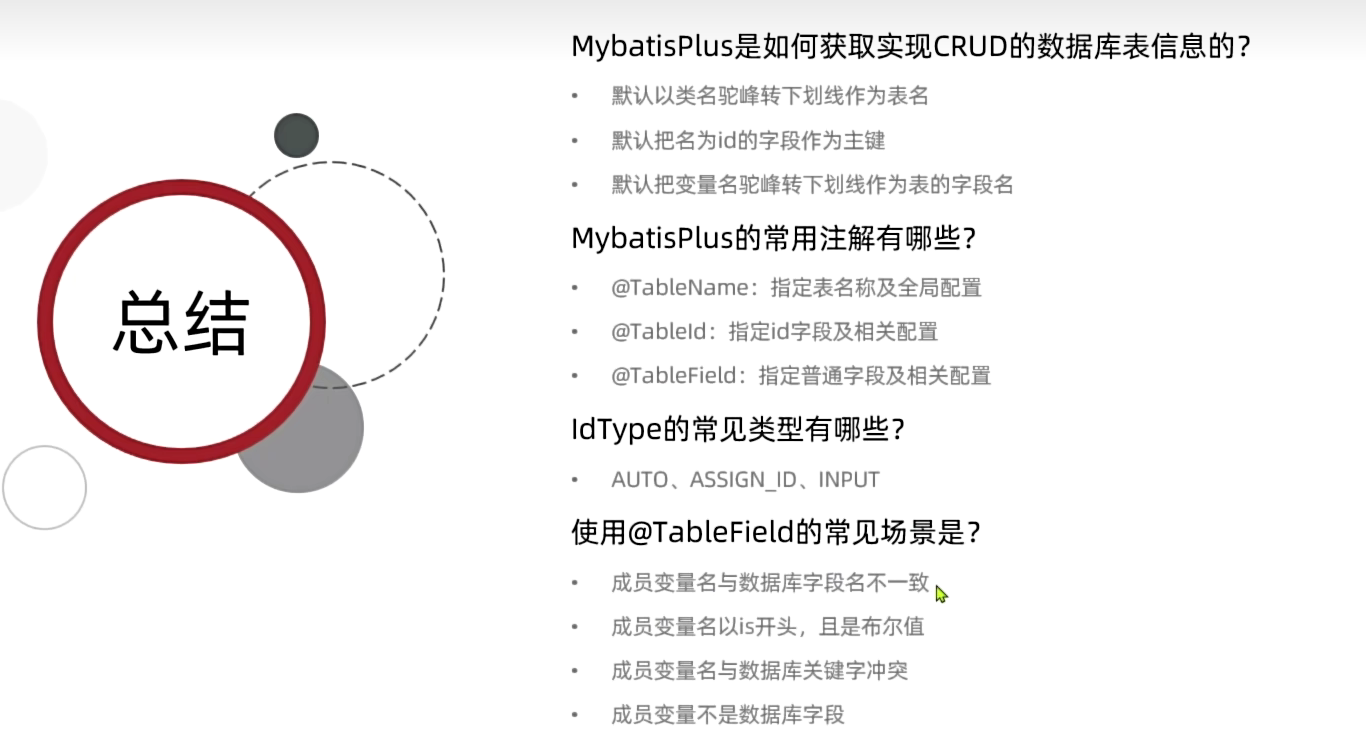 总结
MybatisPlus是如何获取实现CRUD的数据库表信息的？
• 默认以类名驼峰转下划线作为表名
• 默认把名为id的字段作为主键
• 默认把变量名驼峰转下划线作为表的字段名
MybatisPlus的常用注解有哪些？
• @TableName：指定表名称及全局配置
• @TableId：指定id字段及相关配置
• @TableField：指定普通字段及相关配置
IdType的常见类型有哪些？
• AUTO、ASSIGN_ID、INPUT
使用@TableField的常见场景是？
• 成员变量名与数据库字段名不一致
• 成员变量名以is开头，且是布尔值
• 成员变量名与数据库关键字冲突
• 成员变量不是数据库字段